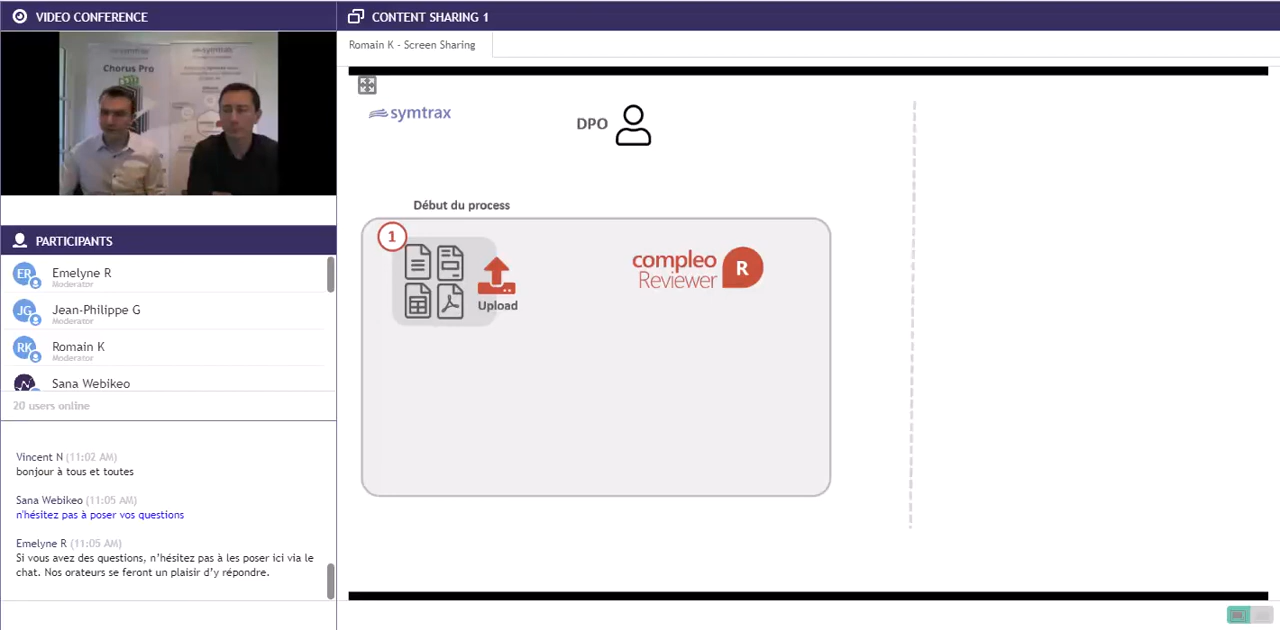 VIDEO CONFERENCE
symtrax
symtrax
Chorus Pro
PARTICIPANTS
ER Emelyne R
Moderator
JG Jean-Philippe G
Moderator
RK Romain K
Moderator
Sana Webikeo
20 users online
Vincent N (11:02 AM)
bonjour à tous et toutes
Sana Webikeo (11:05 AM)
n'hésitez pas à poser vos questions
Emelyne R (11:05 AM)
Si vous avez des questions, n'hésitez pas à les poser ici via le
chat. Nos orateurs se feront un plaisir d'y répondre.
CONTENT SHARING 1
Romain K - Screen Sharing
symtrax
DPO
Début du process
1
Upload
compleo
Reviewer
R